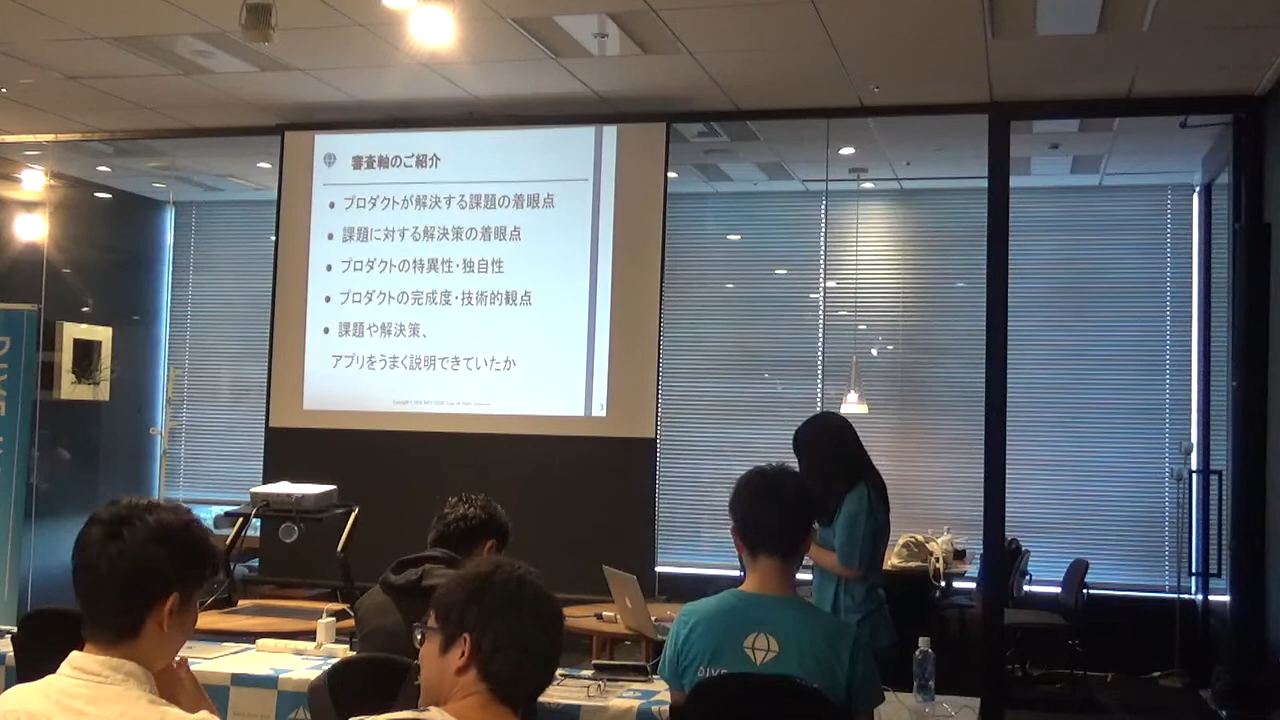 審査軸のご紹介
● プロダクトが解決する課題の着眼点
● 課題に対する解決策の着眼点
● プロダクトの特異性・独自性
● プロダクトの完成度・技術的観点
● 課題や解決策、
アプリをうまく説明できていたか
3
DIVE
DIVE